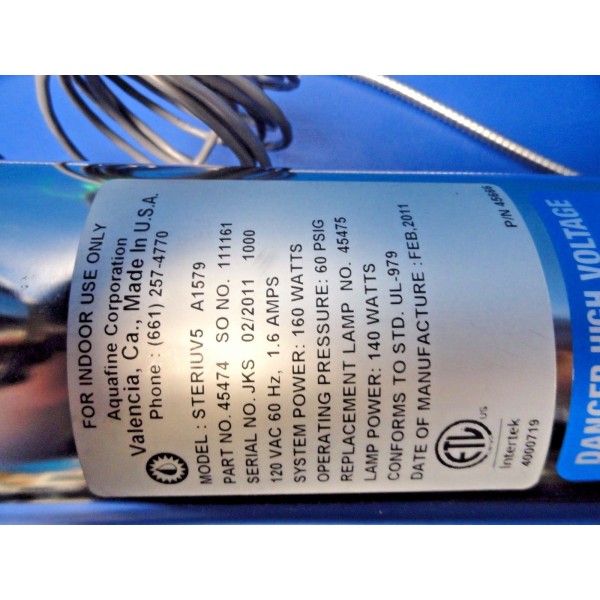 FOR INDOOR USE ONLY
Aquafine Corporation
Valencia, Ca., Made In U.S.A.
Phone : (661) 257-4770
MODEL : STERIUV5 A1579
PART NO. 45474 SO NO. 111161
SERIAL NO. JKS 02/2011 1000
120 VAC 60 Hz, 1.6 AMPS
SYSTEM POWER: 160 WATTS
OPERATING PRESSURE: 60 PSIG
REPLACEMENT LAMP NO. 45475
LAMP POWER: 140 WATTS
CONFORMS TO STD. UL-979
DATE OF MANUFACTURE : FEB.2011
ETL
US
Intertek
4000719
DANGER HIGH VOLTAGE